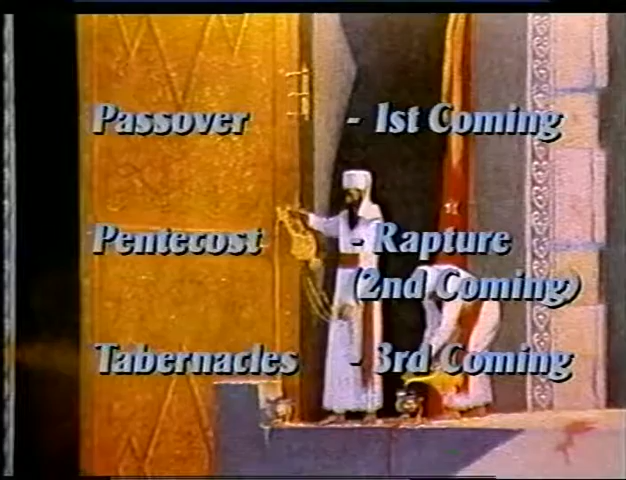 Passover - 1st Coming
Pentecost - Rapture
(2nd Coming)
Tabernacles - 3rd Coming